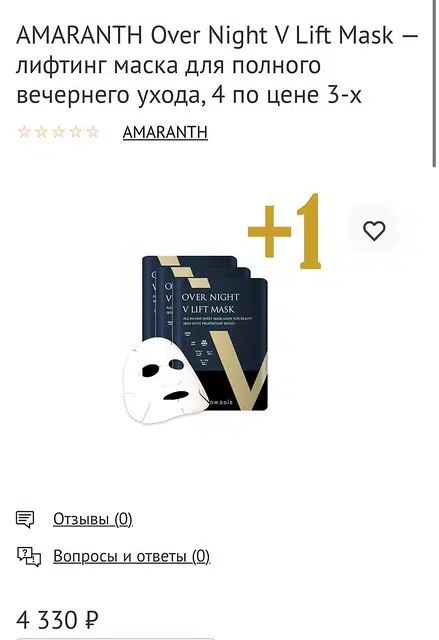 AMARANTH Over Night V Lift Mask —
лифтинг маска для полного
вечернего ухода, 4 по цене 3-х
AMARANTH
+1
OVER NIGHT
V LIFT MASK
Отзывы (0)
Вопросы и ответы (0)
4 330 ₽